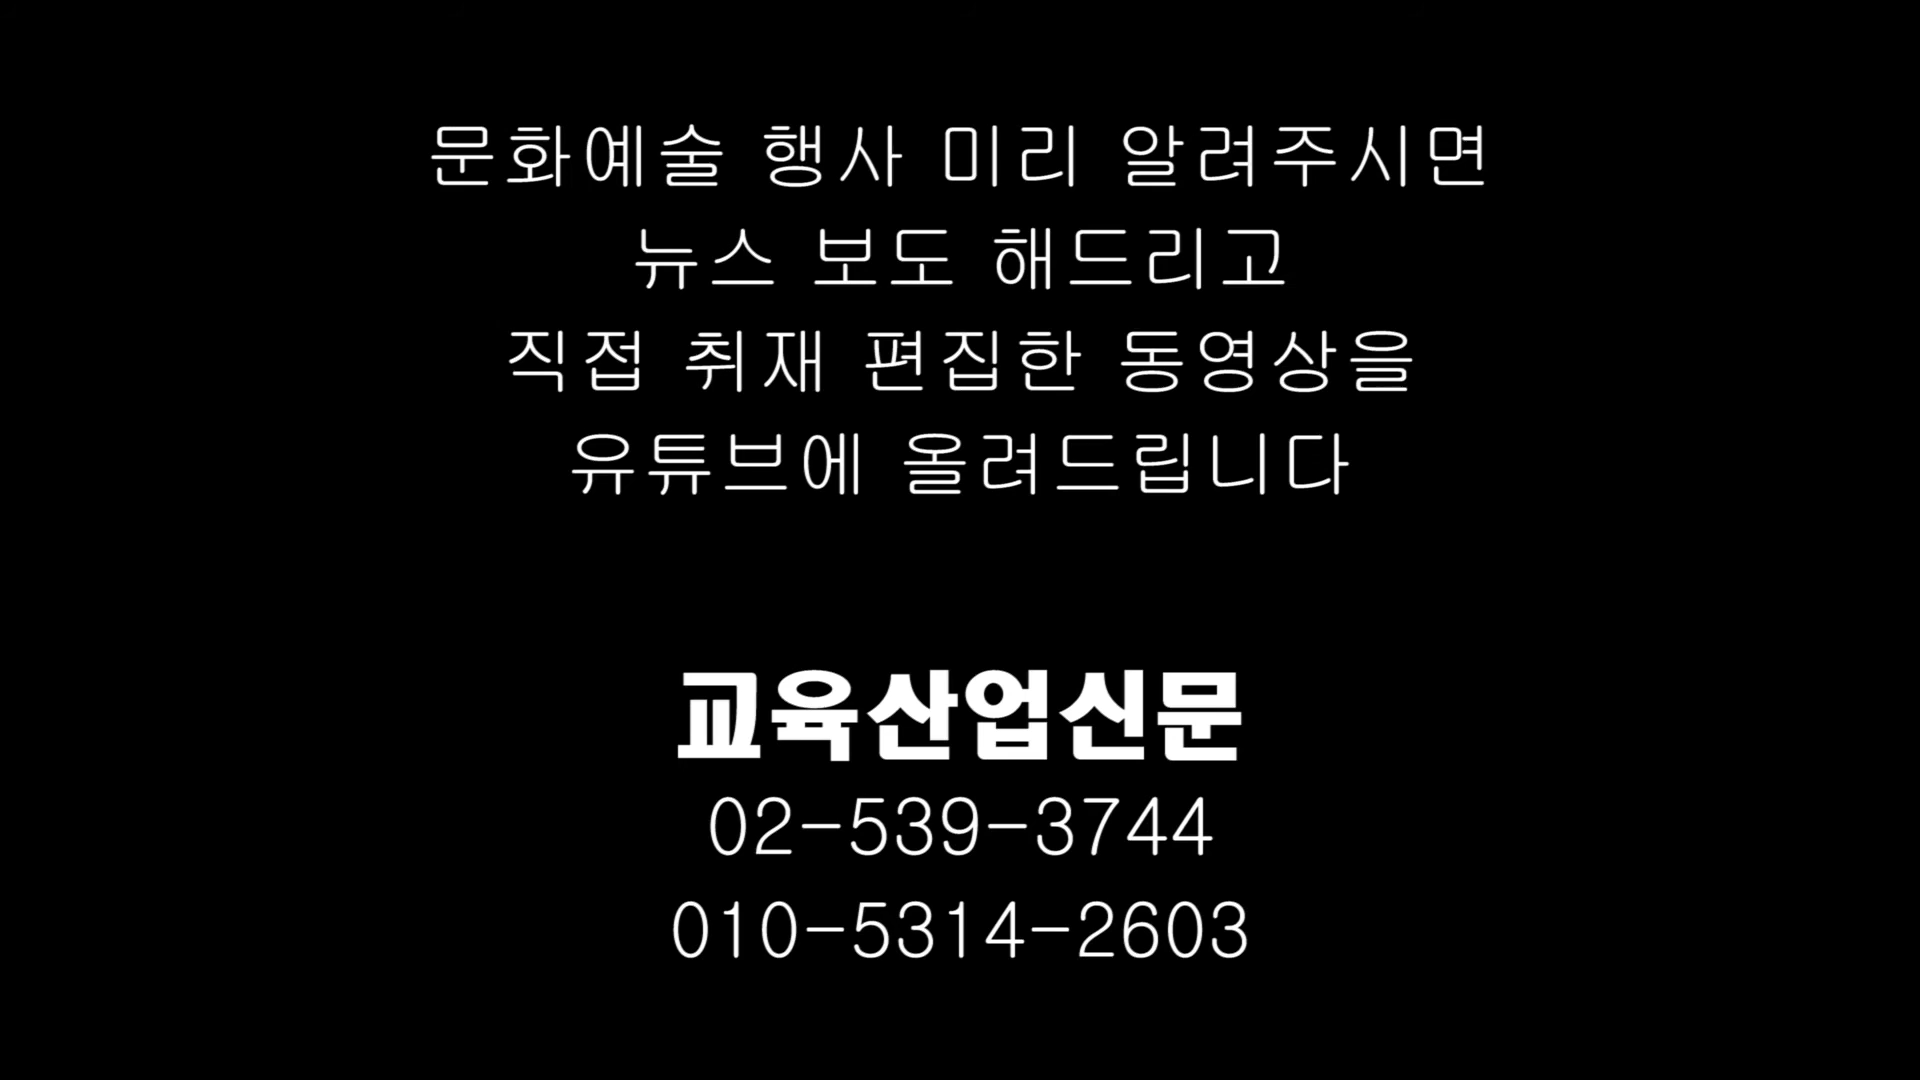 문화예술 행사 미리 알려주시면
뉴스 보도 해드리고
직접 취재 편집한 동영상을
유튜브에 올려드립니다
교육산업신문
02-539-3744
010-5314-2603